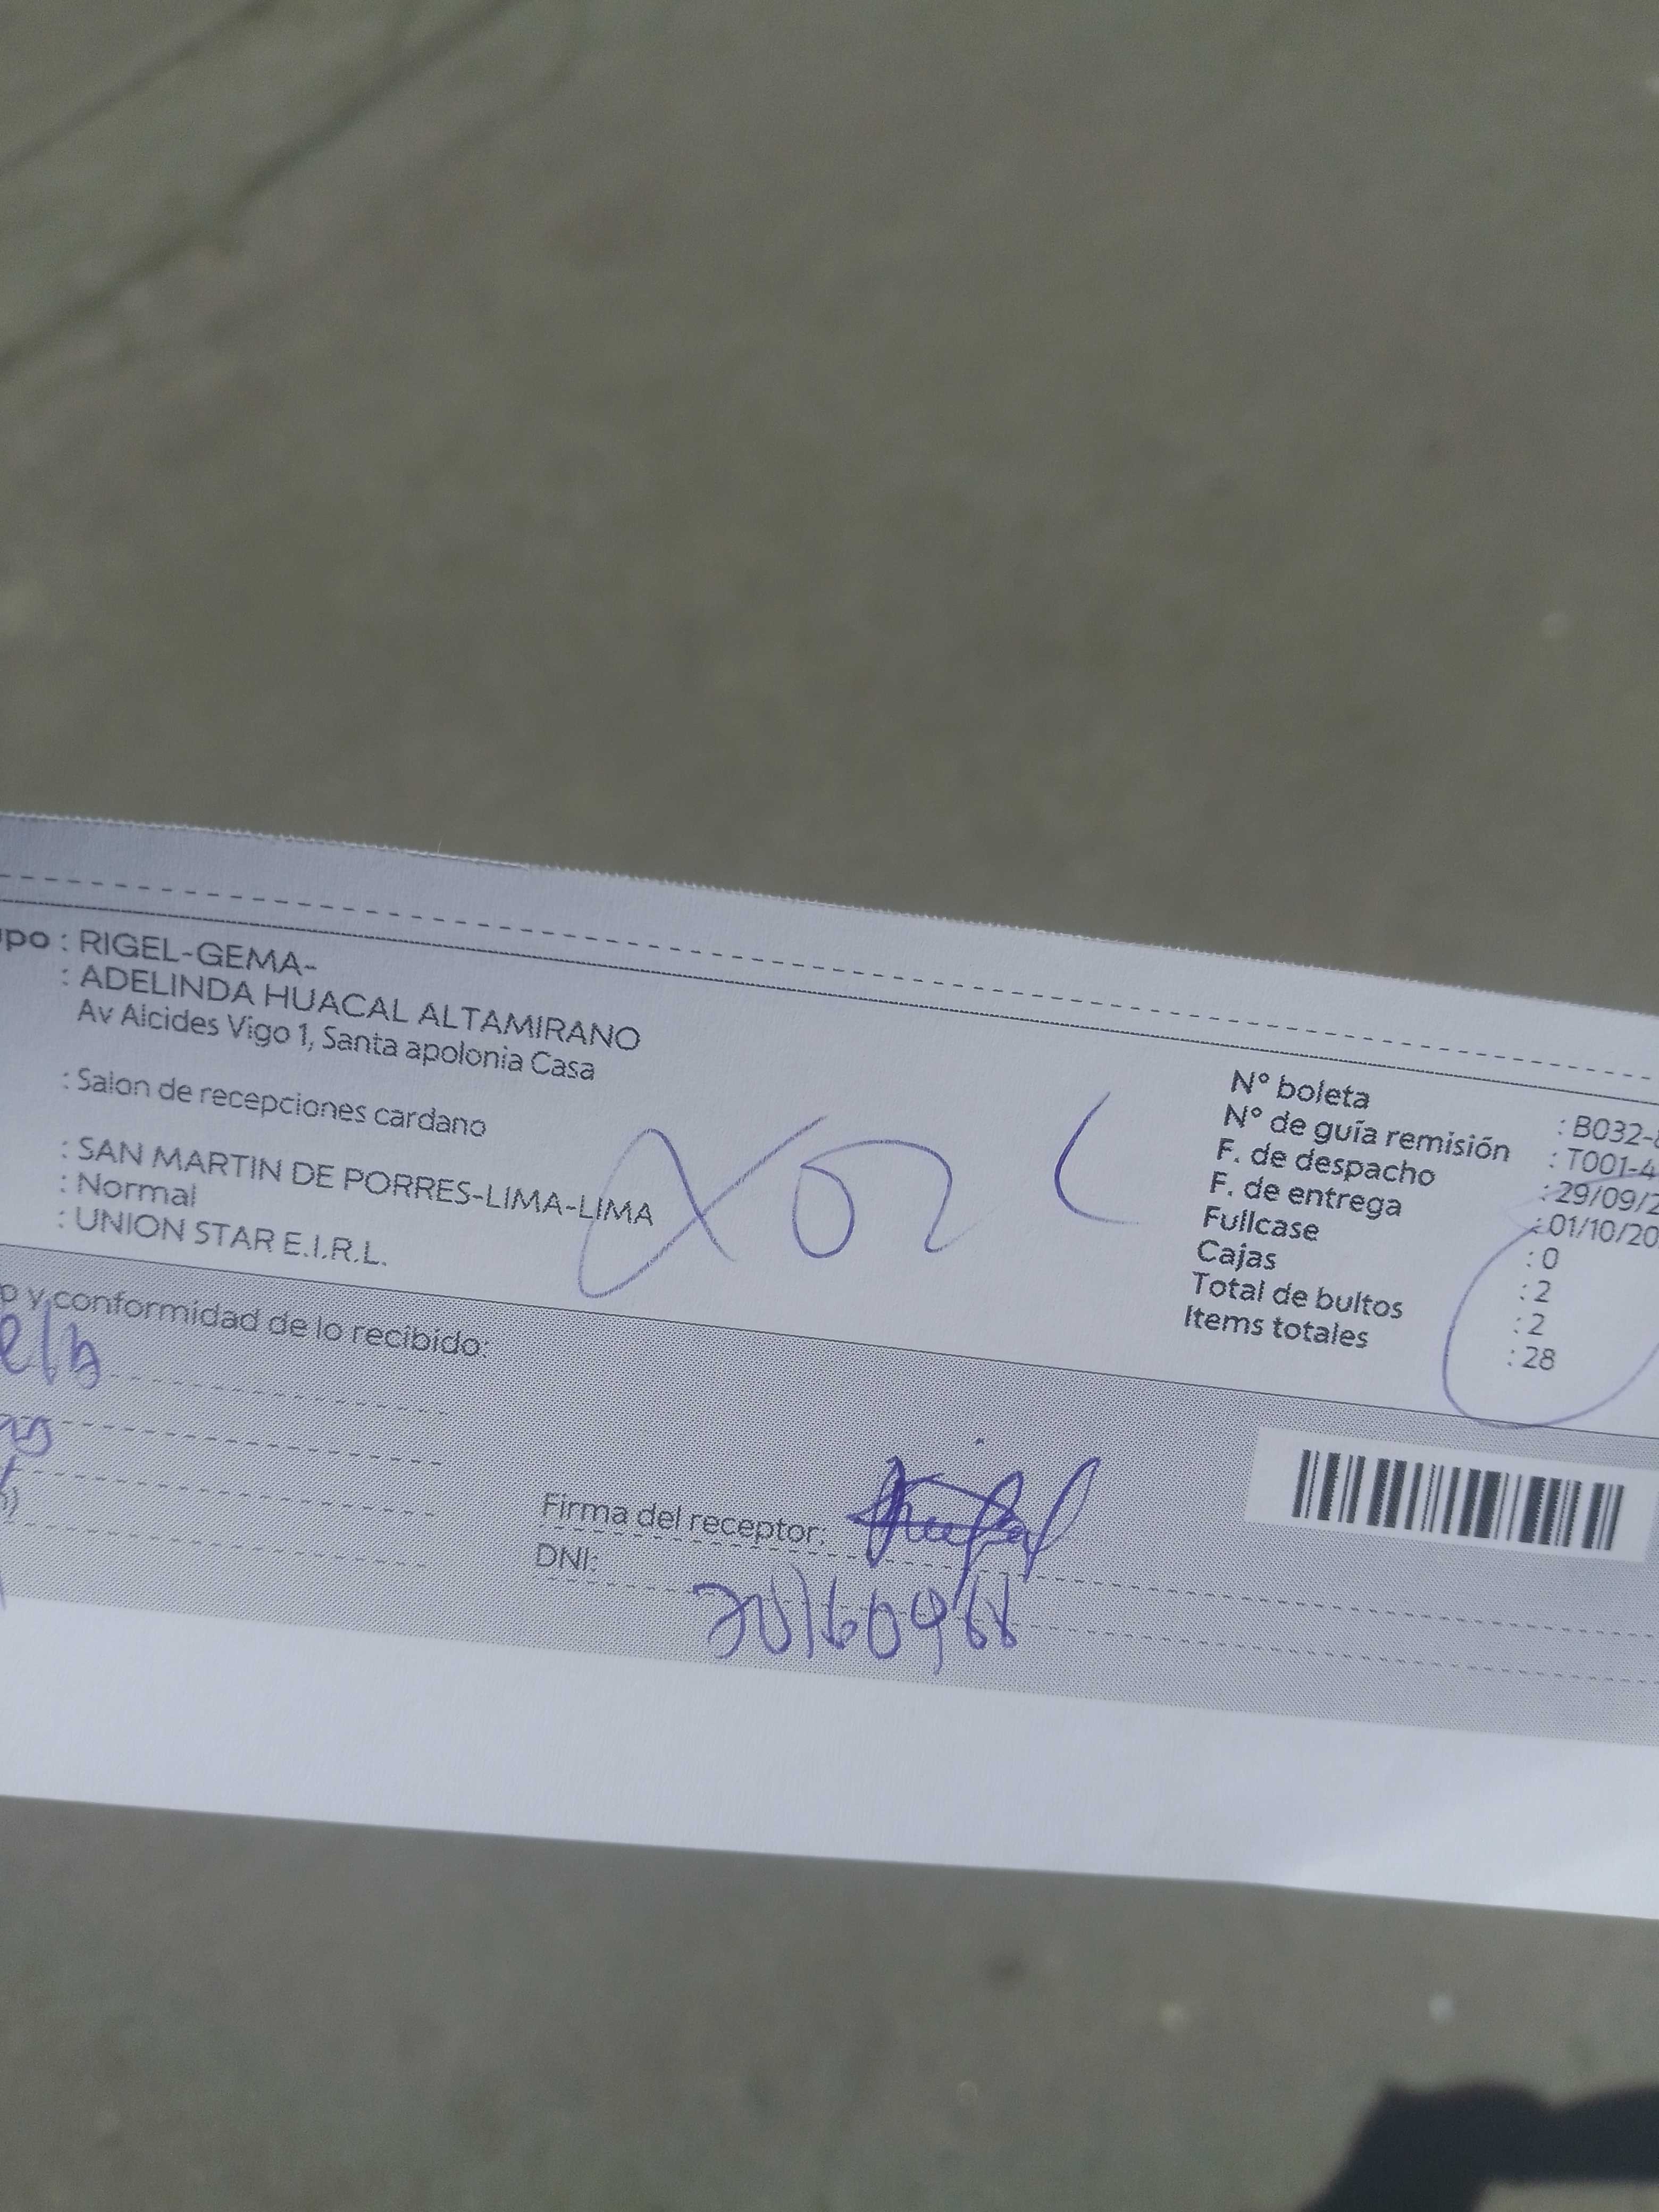 upo : RIGEL-GEMA-
: ADELINDA HUACAL ALTAMIRANO
Av Alcides Vigo 1, Santa apolonia Casa
: Salon de recepciones cardano
: SAN MARTIN DE PORRES-LIMA-LIMA
: Normal
: UNION STAR E.I.R.L.
N° boleta : B032-8
N° de guía remisión : T001-4
F. de despacho : 29/09/2
F. de entrega : 01/10/20
Fullcase : 0
Cajas : 2
Total de bultos : 2
Items totales : 28
o y conformidad de lo recibido:
Firma del receptor:
DNI: